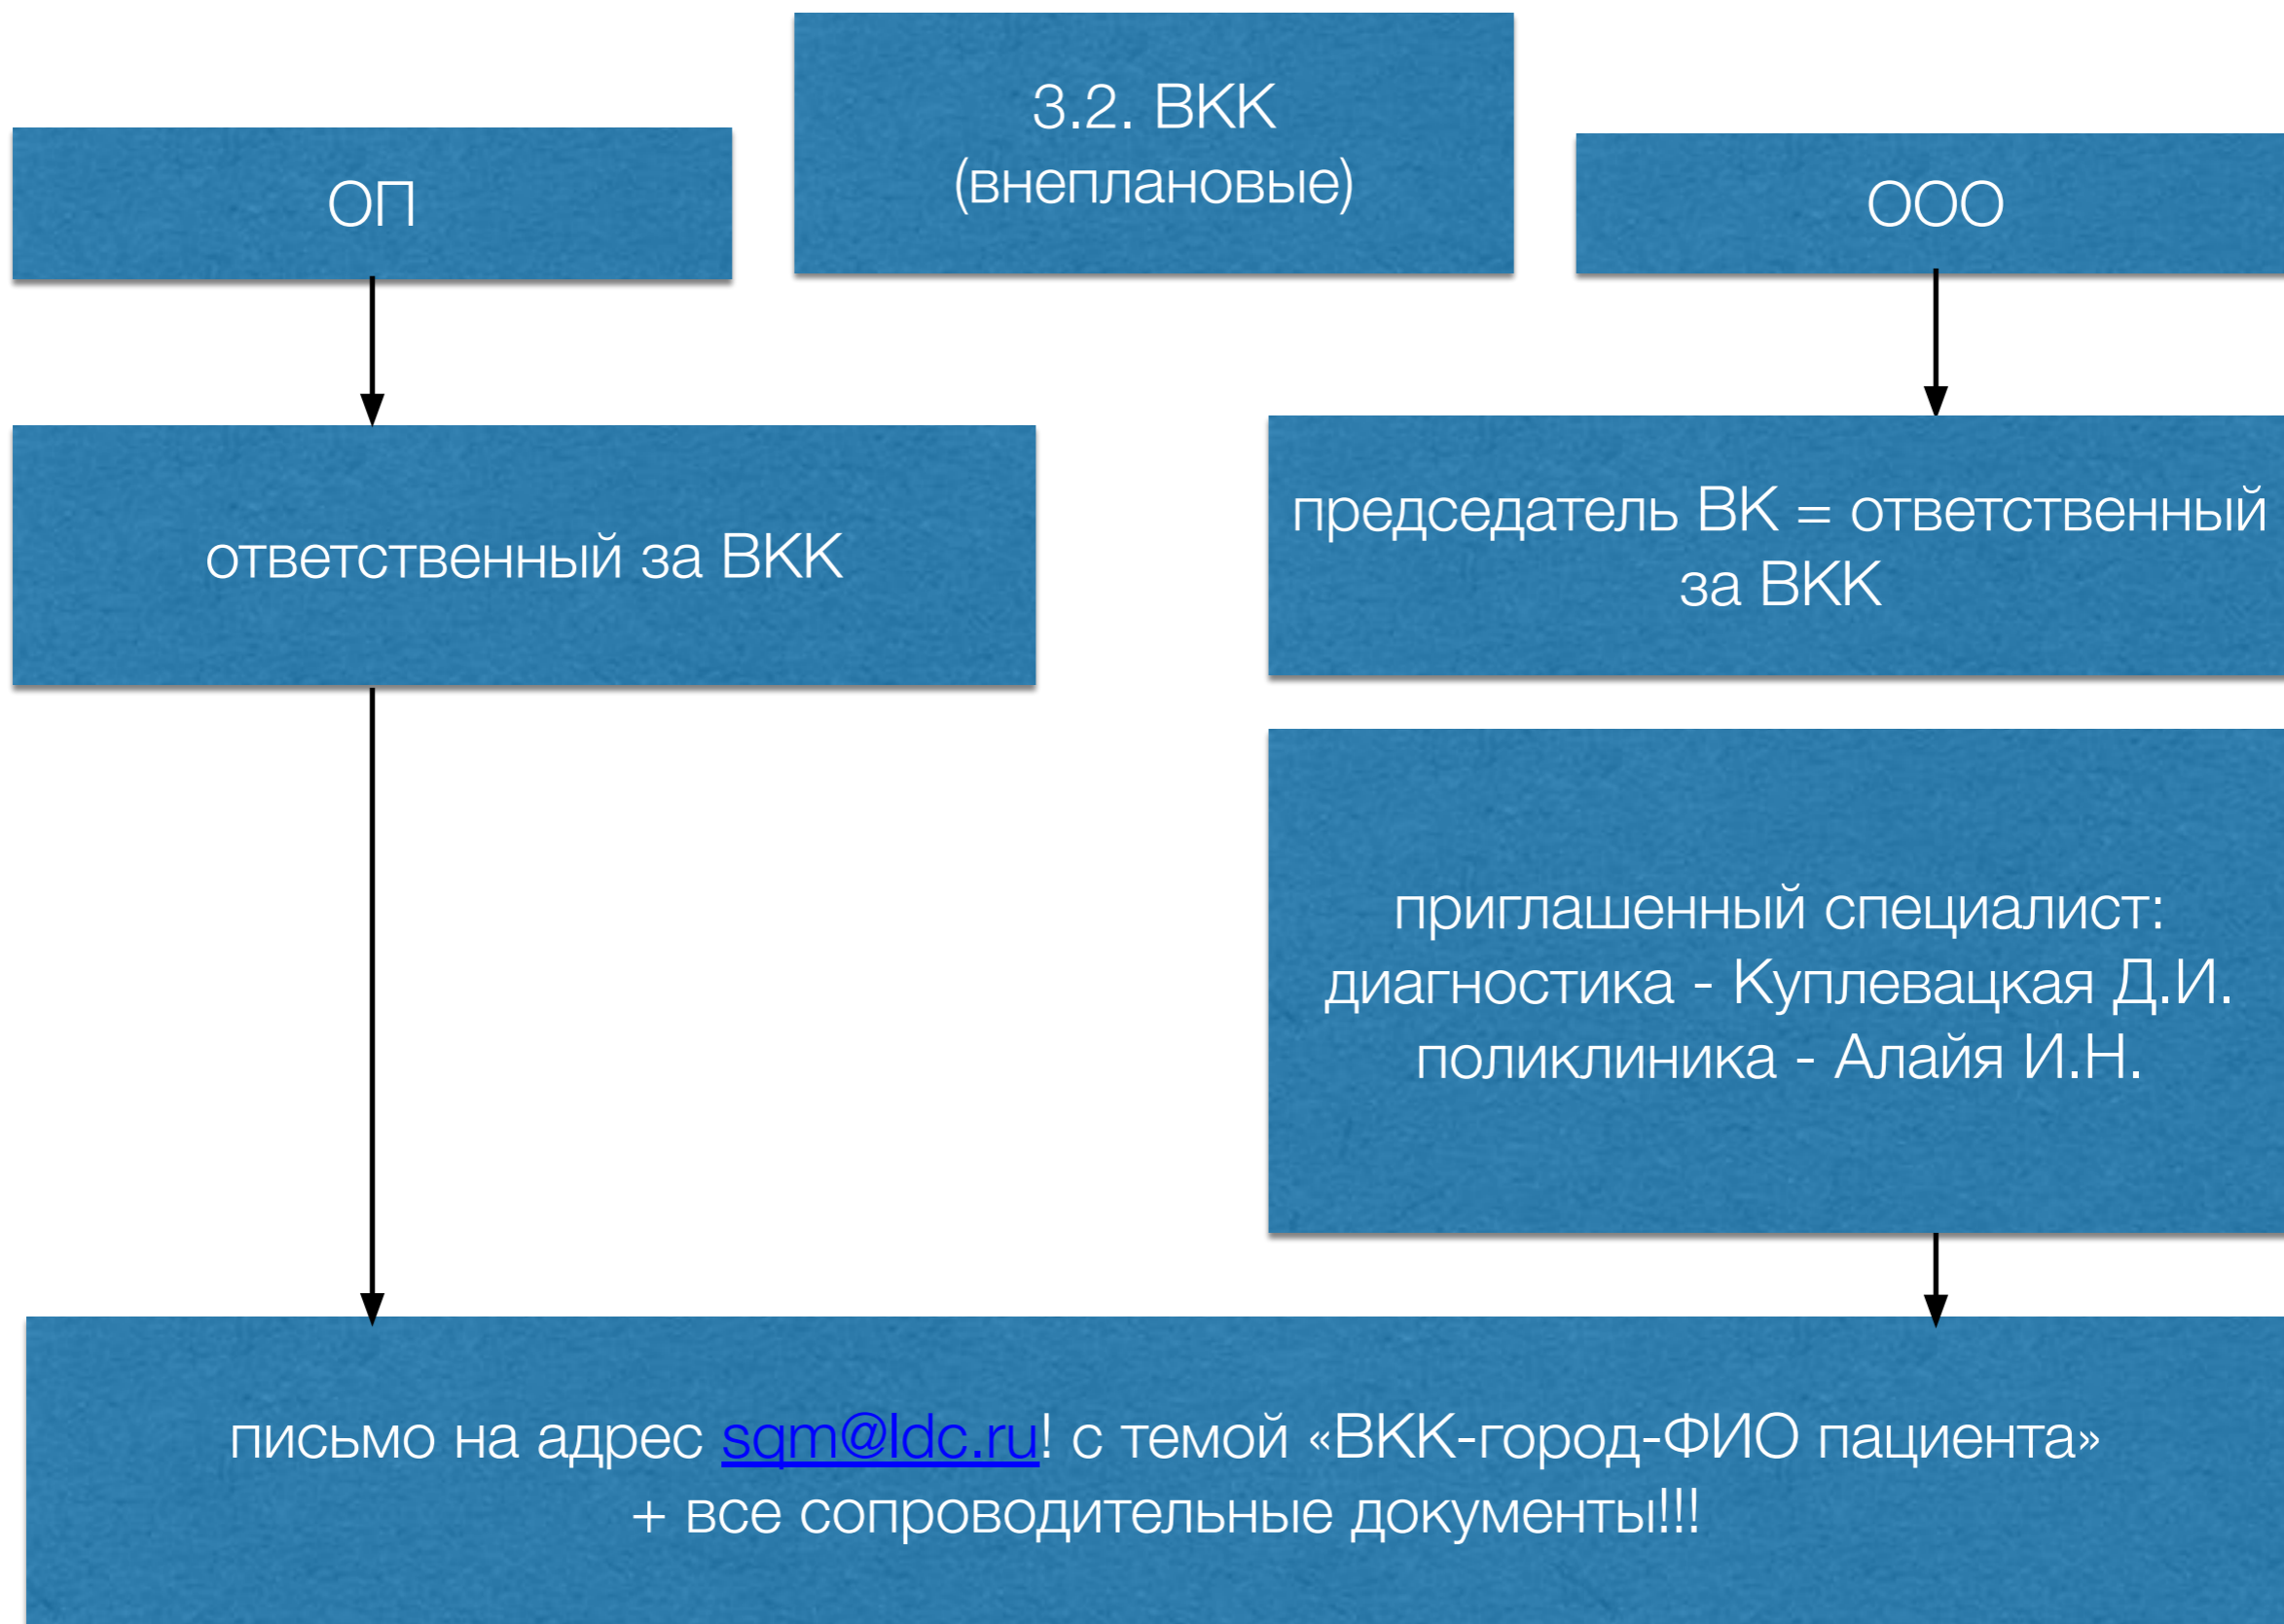 3.2. ВКК
(внеплановые)
ОП
ООО
ответственный за ВКК
председатель ВК = ответственный
за ВКК
приглашенный специалист:
диагностика - Куплевацкая Д.И.
поликлиника - Алайя И.Н.
письмо на адрес sqm@ldc.ru! с темой «ВКК-город-ФИО пациента»
+ все сопроводительные документы!!!